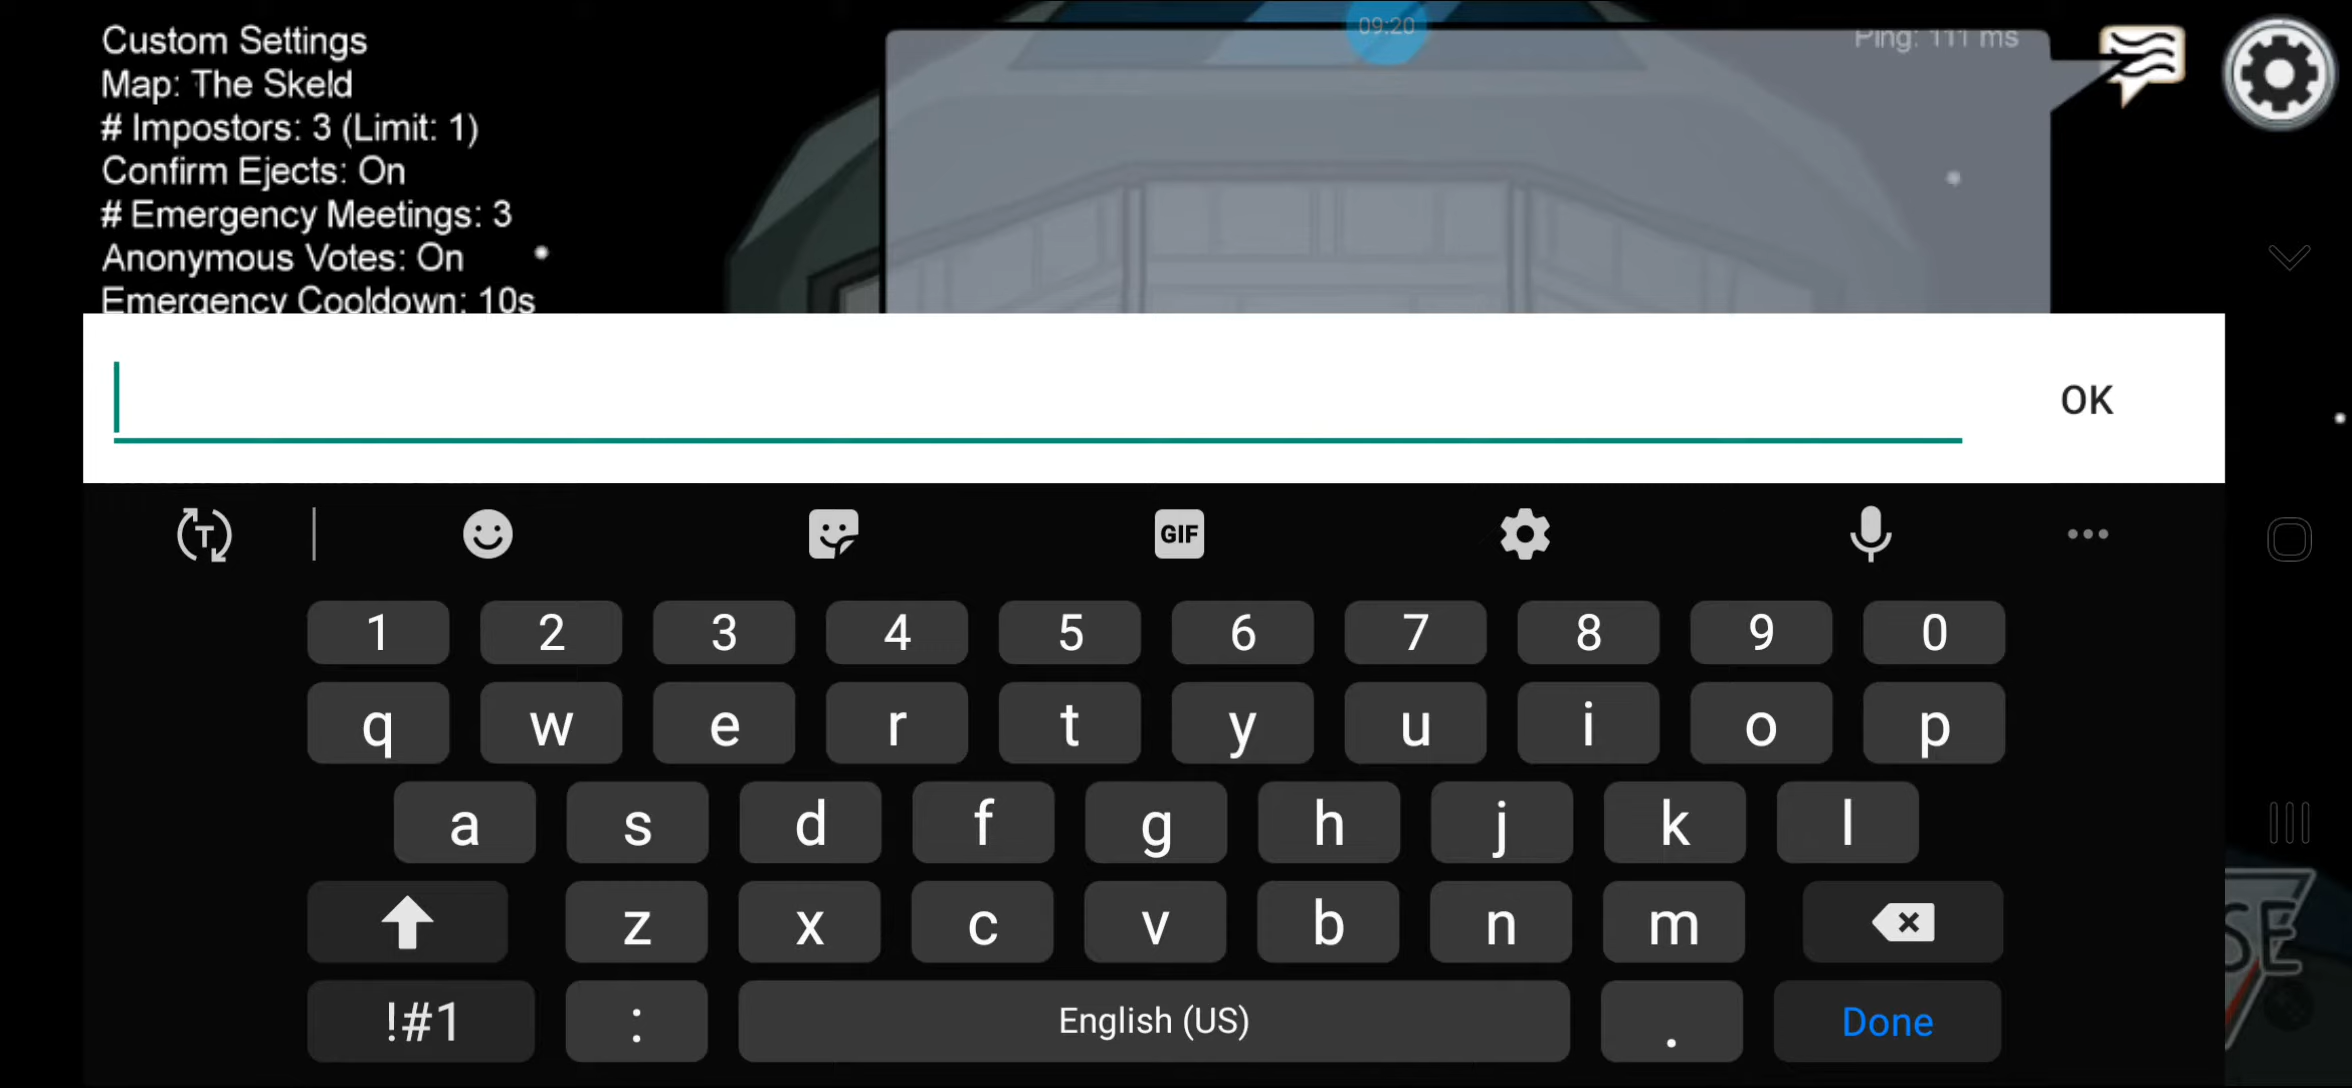 09:20
Custom Settings
Ping: 111 ms
Map: The Skeld
# Impostors: 3 (Limit: 1)
Confirm Ejects: On
# Emergency Meetings: 3
Anonymous Votes: On
Emergency Cooldown: 10s
OK
T
GIF
1 2 3 4 5 6 7 8 9 0
q w e r t y u i o p
a s d f g h j k l
z x c v b n m
SE
!#1 : English (US) . Done